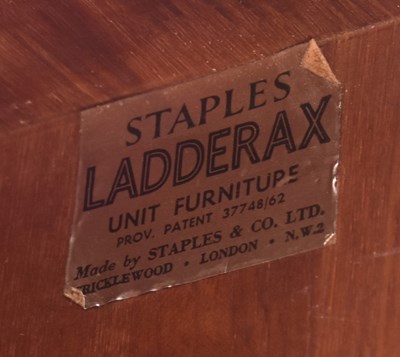 STAPLES
LADDERAX
UNIT FURNITURE
PROV. PATENT 37748/62
Made by STAPLES & CO. LTD.
CRICKLEWOOD • LONDON • N.W.2